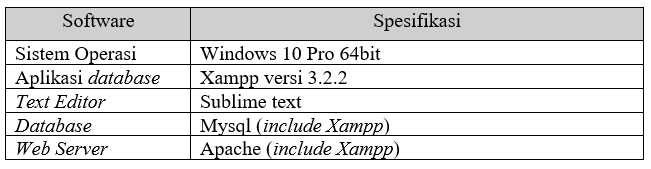 Software Spesifikasi
Sistem Operasi Windows 10 Pro 64bit
Aplikasi database Xampp versi 3.2.2
Text Editor Sublime text
Database Mysql (include Xampp)
Web Server Apache (include Xampp)